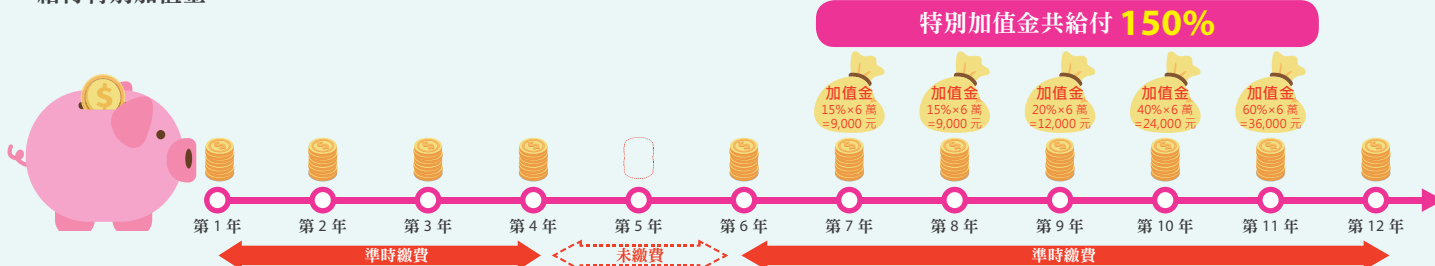 特別加值金共給付 150%
加值金
15%×6 萬
=9,000 元
加值金
15%×6 萬
=9,000 元
加值金
20%×6 萬
=12,000 元
加值金
40%×6 萬
=24,000 元
加值金
60%×6 萬
=36,000 元
第 1 年
第 2 年
第 3 年
第 4 年
第 5 年
第 6 年
第 7 年
第 8 年
第 9 年
第 10 年
第 11 年
第 12 年
準時繳費
未繳費
準時繳費